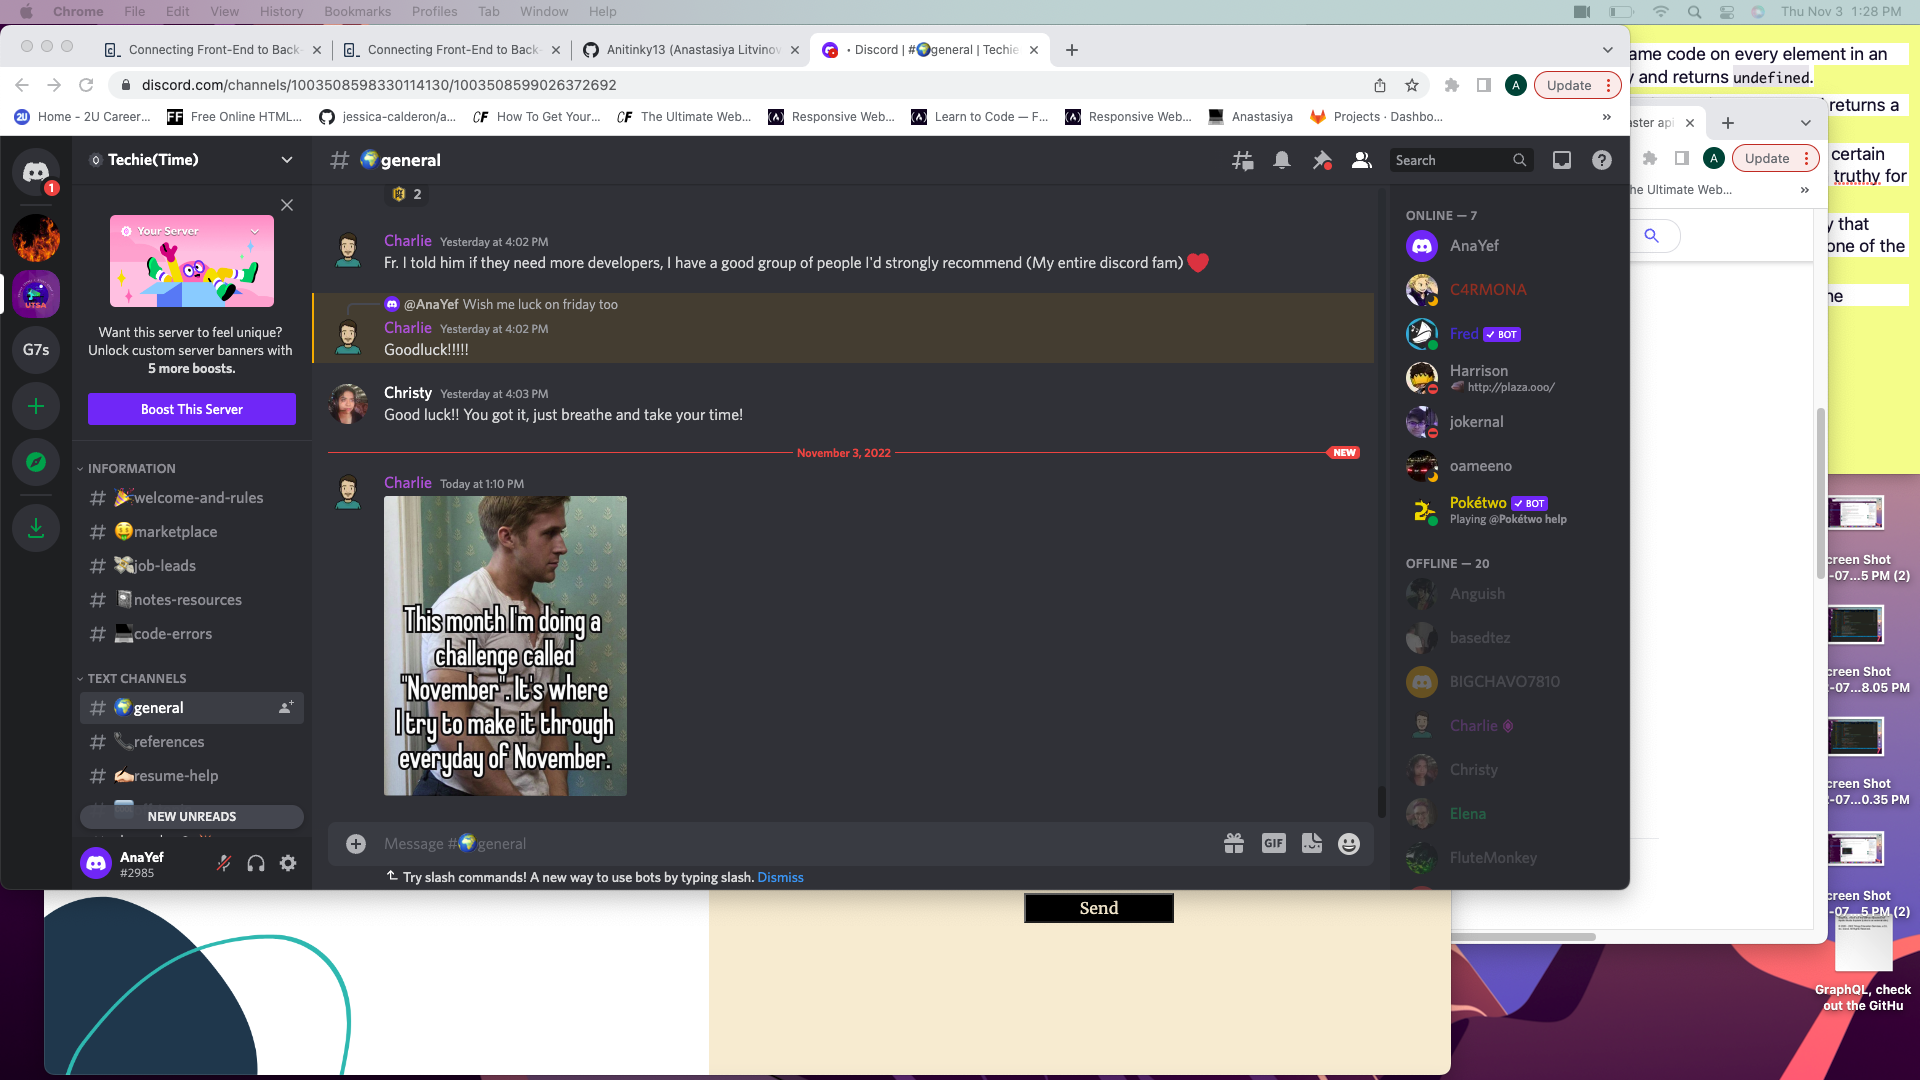 Chrome File Edit View History Bookmarks Profiles Tab Window Help Thu Nov 3 1:28 PM
Connecting Front-End to Back- Connecting Front-End to Back- Anitinky13 (Anastasiya Litvinov • Discord | #🌍general | Techie
discord.com/channels/1003508598330114130/1003508599026372692 A Update
Home - 2U Career... Free Online HTML... jessica-calderon/a... How To Get Your... The Ultimate Web... Responsive Web... Learn to Code — F... Responsive Web... Anastasiya Projects · Dashbo...
1
G7s
Techie(Time)
Your Server
Want this server to feel unique?
Unlock custom server banners with
5 more boosts.
Boost This Server
INFORMATION
# 🎉welcome-and-rules
# 🤑marketplace
# 💸job-leads
# 📓notes-resources
# 💻code-errors
TEXT CHANNELS
# 🌍general
# 📞references
# ✍🏻resume-help
NEW UNREADS
AnaYef
#2985
# 🌍general
Search
2
Charlie Yesterday at 4:02 PM
Fr. I told him if they need more developers, I have a good group of people I'd strongly recommend (My entire discord fam) ❤
@AnaYef Wish me luck on friday too
Charlie Yesterday at 4:02 PM
Goodluck!!!!!
Christy Yesterday at 4:03 PM
Good luck!! You got it, just breathe and take your time!
November 3, 2022 NEW
Charlie Today at 1:10 PM
This month I'm doing a
challenge called
"November". It's where
I try to make it through
everyday of November.
Message #🌍general
GIF
Try slash commands! A new way to use bots by typing slash. Dismiss
ONLINE — 7
AnaYef
C4RMONA
Fred ✓ BOT
Harrison
http://plaza.ooo/
jokernal
oameeno
Pokétwo ✓ BOT
Playing @Pokétwo help
OFFLINE — 20
Anguish
basedtez
BIGCHAVO7810
Charlie
Christy
Elena
FluteMonkey
ame code on every element in an
y and returns undefined.
returns a
certain
truthy for
y that
one of the
ne
aster api
A Update
he Ultimate Web...
Send
creen Shot
-07...5 PM (2)
creen Shot
-07...8.05 PM
creen Shot
-07...0.35 PM
creen Shot
-07...5 PM (2)
GraphQL, check
out the GitHu